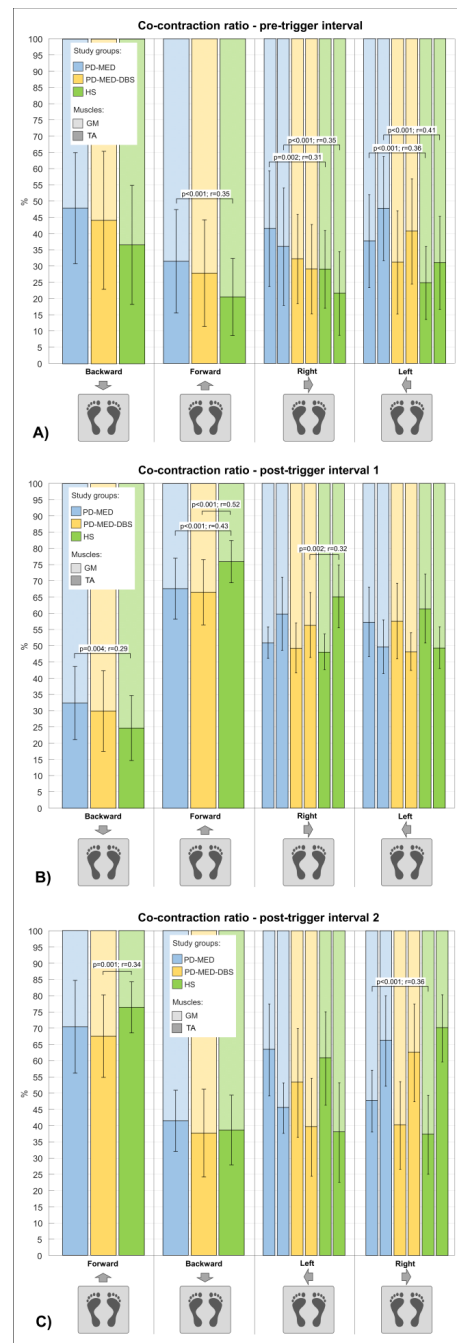 Co-contraction ratio - pre-trigger interval
100
95
90
85
80
75
70
65
60
55
50
45
40
35
30
25
20
15
10
5
0
%
Study groups:
PD-MED
PD-MED-DBS
HS
Muscles:
GM
TA
p<0.001; r=0.35
p<0.001; r=0.35
p=0.002; r=0.31
p<0.001; r=0.41
p<0.001; r=0.36
Backward
Forward
Right
Left
A)
Co-contraction ratio - post-trigger interval 1
100
95
90
85
80
75
70
65
60
55
50
45
40
35
30
25
20
15
10
5
0
%
Study groups:
PD-MED
PD-MED-DBS
HS
Muscles:
GM
TA
p=0.004; r=0.29
p<0.001; r=0.52
p<0.001; r=0.43
p=0.002; r=0.32
Backward
Forward
Right
Left
B)
Co-contraction ratio - post-trigger interval 2
100
95
90
85
80
75
70
65
60
55
50
45
40
35
30
25
20
15
10
5
0
%
Study groups:
PD-MED
PD-MED-DBS
HS
Muscles:
GM
TA
p=0.001; r=0.34
p<0.001; r=0.36
Forward
Backward
Left
Right
C)